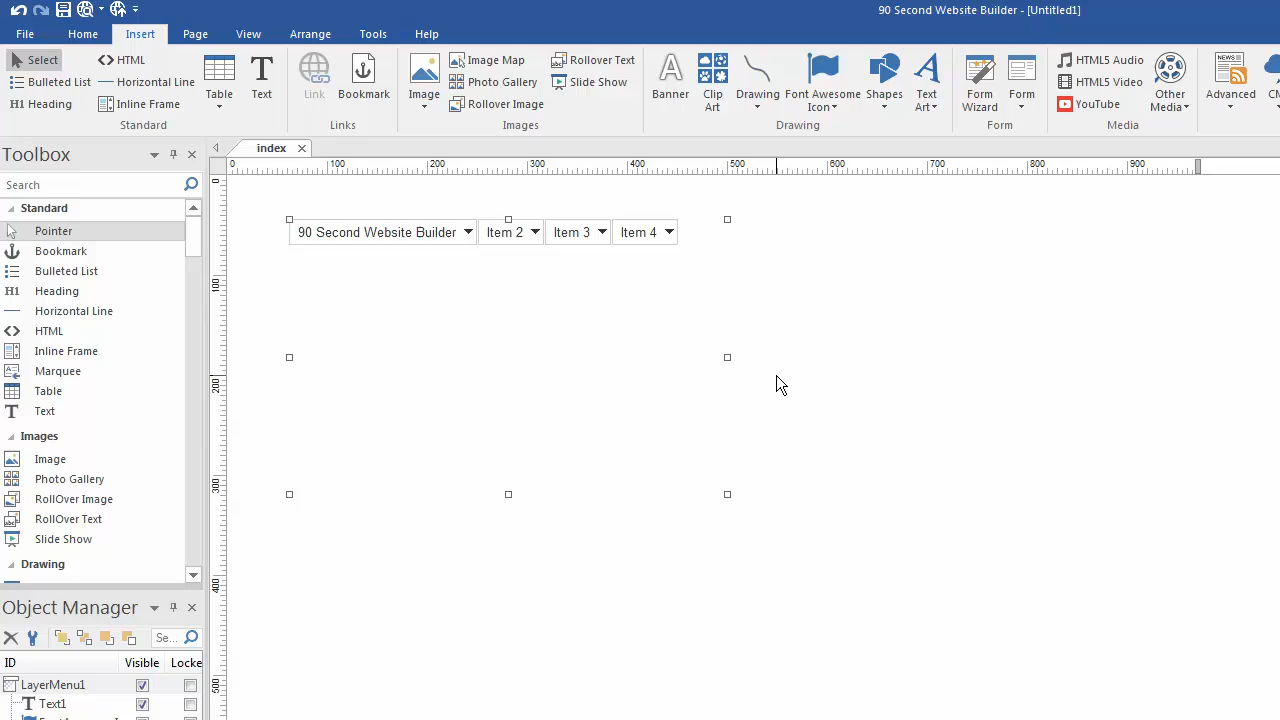 90 Second Website Builder - [Untitled1]
File Home Insert Page View Arrange Tools Help
Select
Bulleted List
H1 Heading
HTML
Horizontal Line
Inline Frame
Table
Text
Standard
Link
Bookmark
Links
Image
Image Map
Photo Gallery
Rollover Image
Rollover Text
Slide Show
Images
Banner
Clip Art
Drawing
Font Awesome Icon
Shapes
Text Art
Drawing
Form Wizard
Form
Form
HTML5 Audio
HTML5 Video
YouTube
Other Media
Media
Advanced
index
Toolbox
Search
Standard
Pointer
Bookmark
Bulleted List
H1 Heading
Horizontal Line
HTML
Inline Frame
Marquee
Table
Text
Images
Image
Photo Gallery
RollOver Image
RollOver Text
Slide Show
Drawing
0 100 200 300 400 500 600 700 800 900
0
100
200
300
400
500
90 Second Website Builder Item 2 Item 3 Item 4
Object Manager
Se...
ID Visible Locke
LayerMenu1
Text1